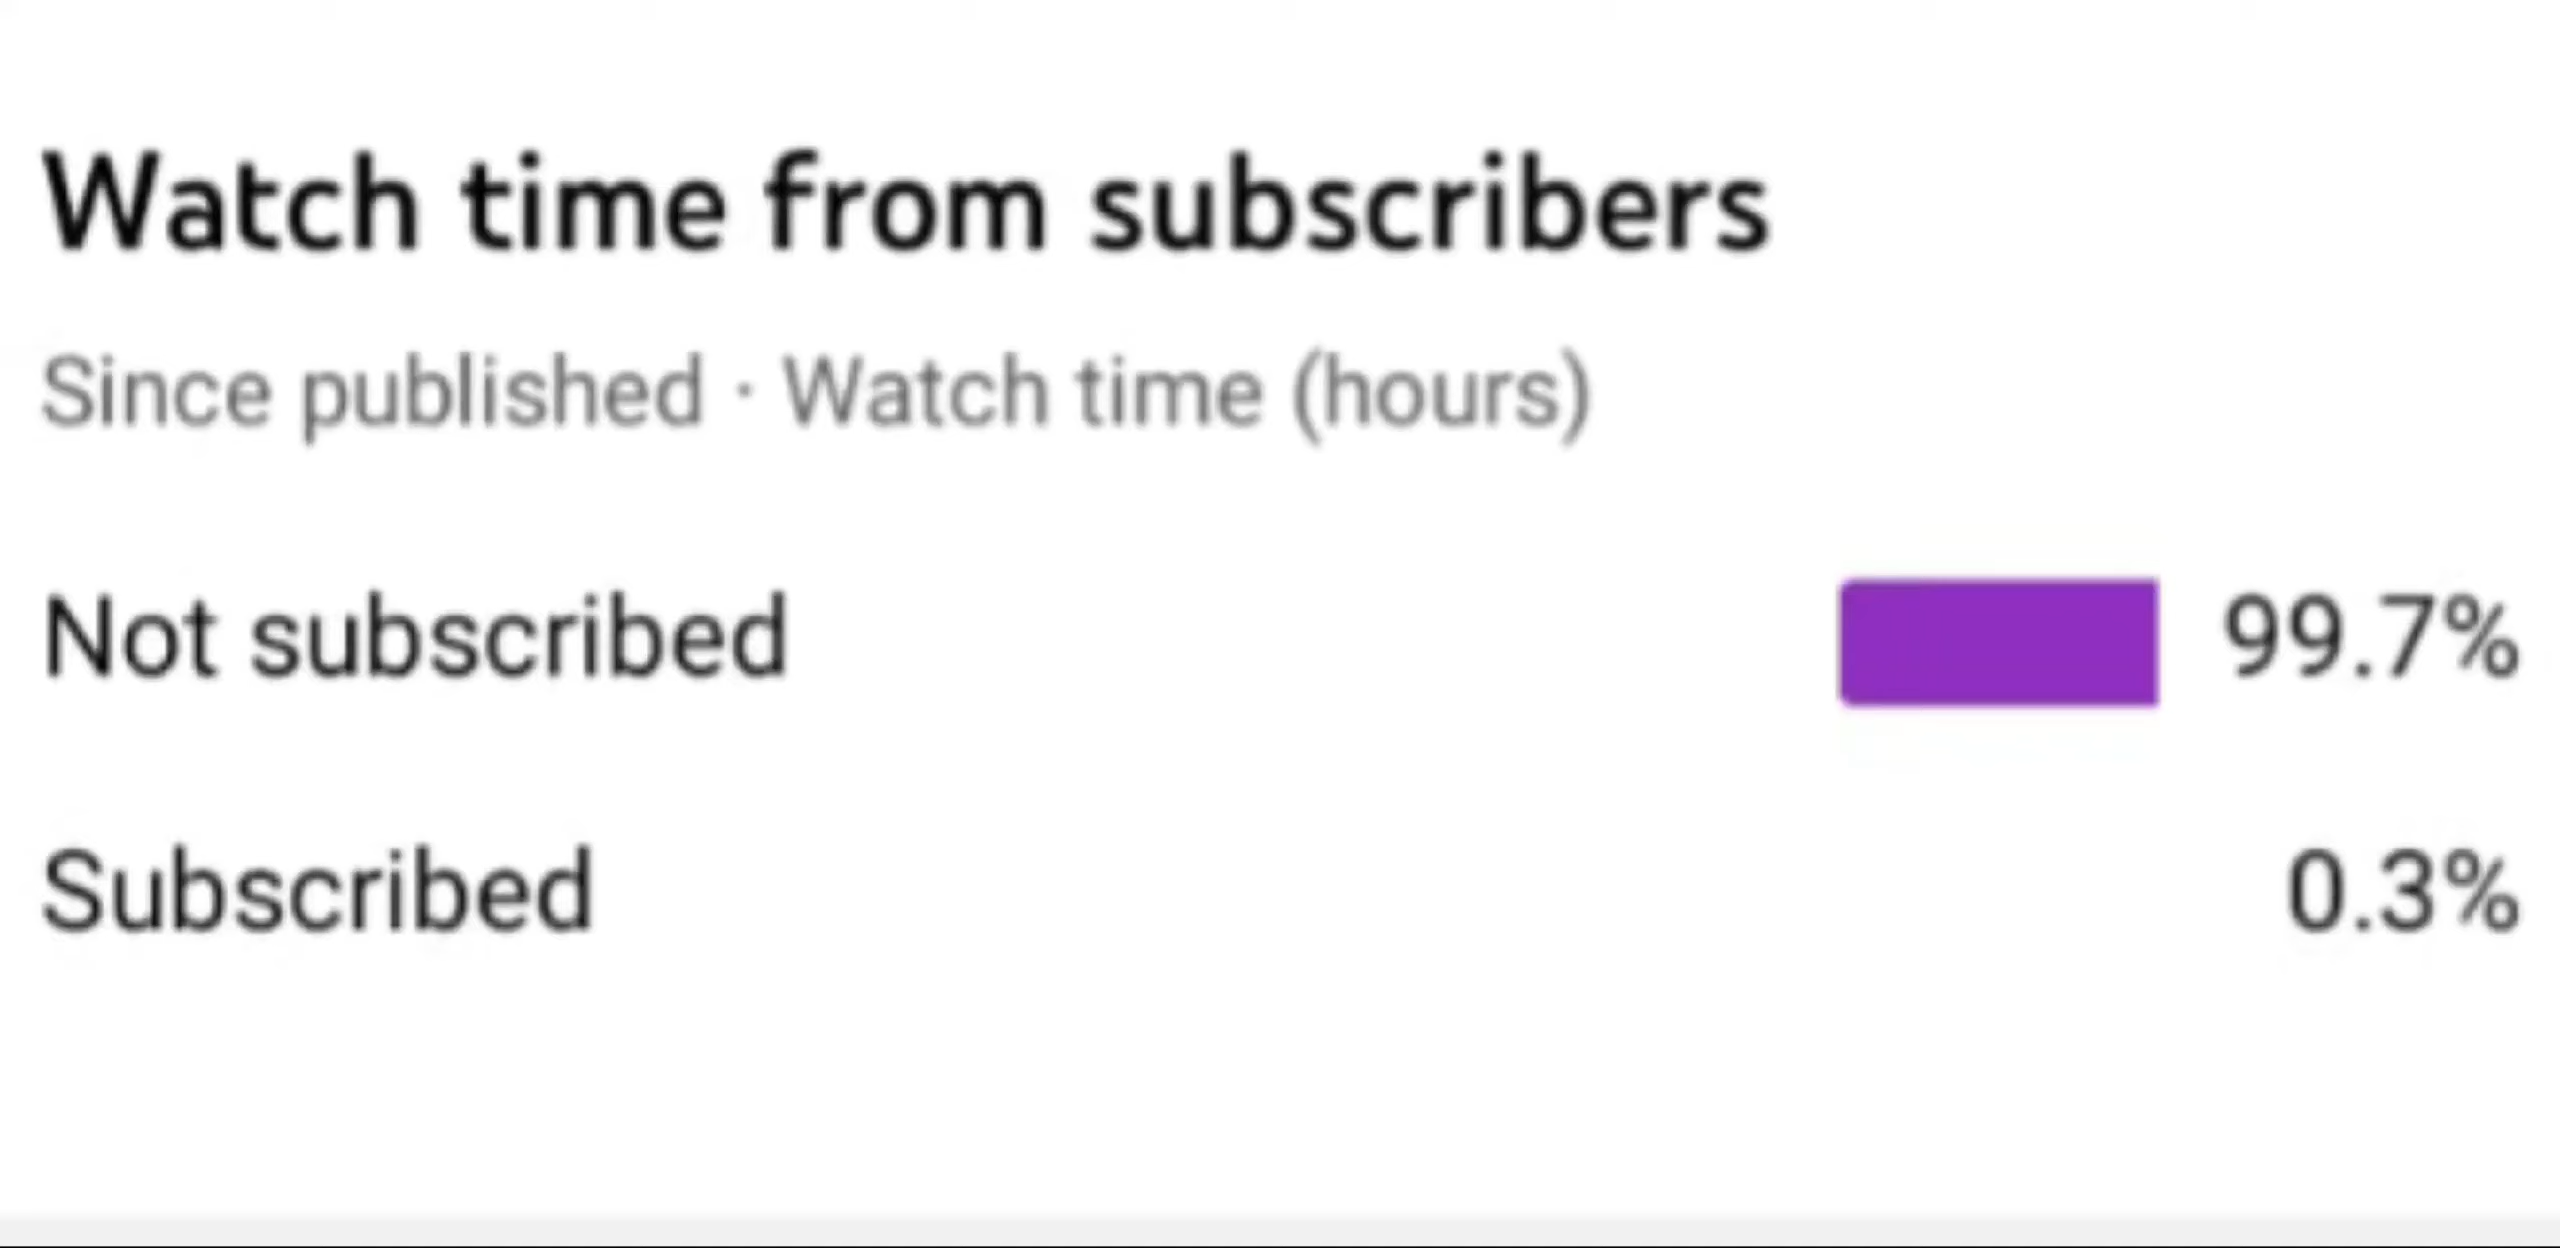 Watch time from subscribers
Since published · Watch time (hours)
Not subscribed 99.7%
Subscribed 0.3%